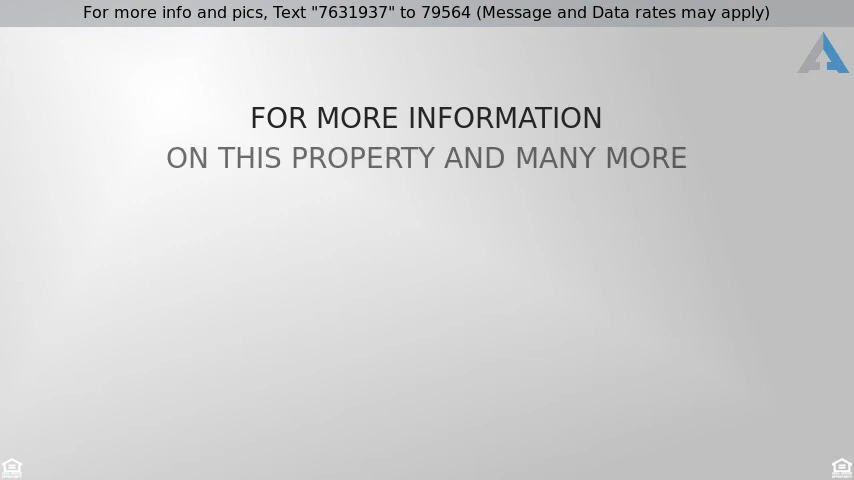 For more info and pics, Text "7631937" to 79564 (Message and Data rates may apply)
FOR MORE INFORMATION
ON THIS PROPERTY AND MANY MORE